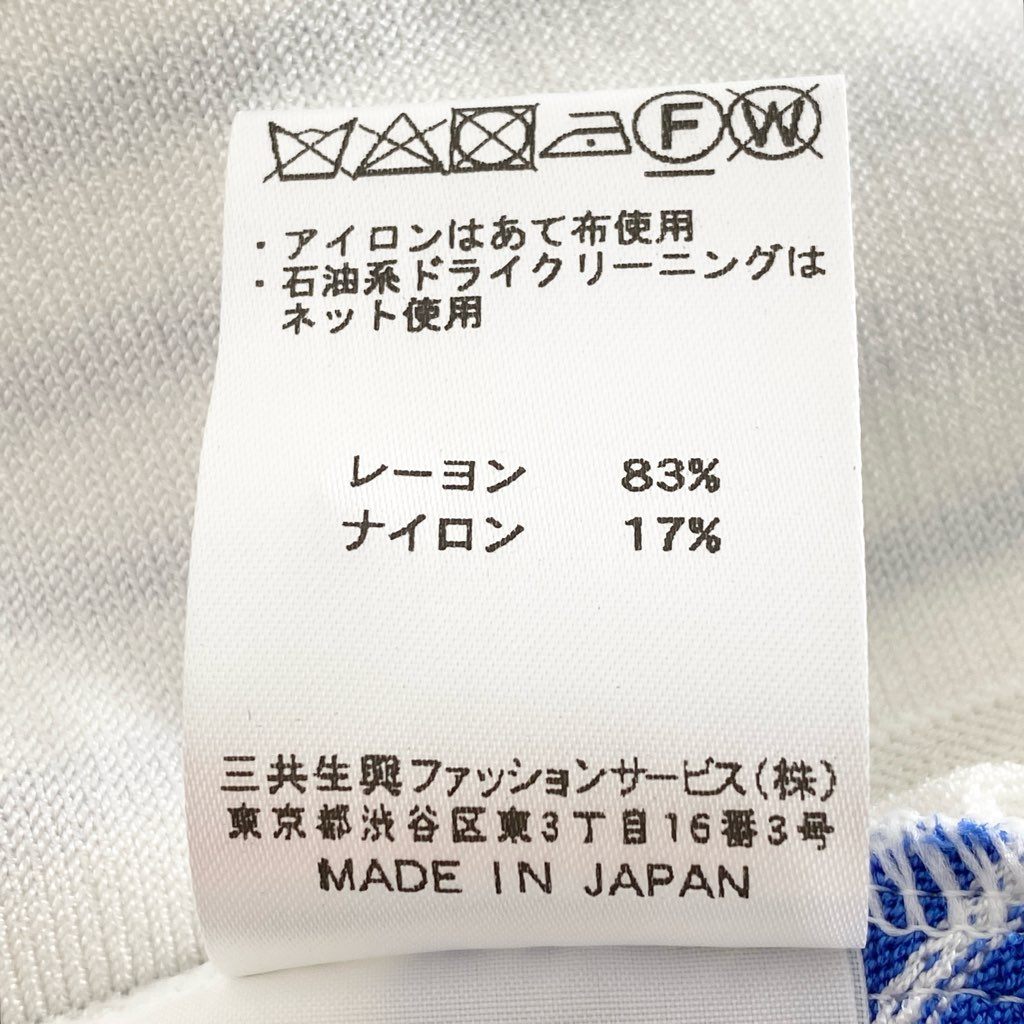 F W
・アイロンはあて布使用
・石油系ドライクリーニングは
ネット使用
レーヨン 83%
ナイロン 17%
三共生興ファッションサービス(株)
東京都渋谷区東3丁目16番3号
MADE IN JAPAN